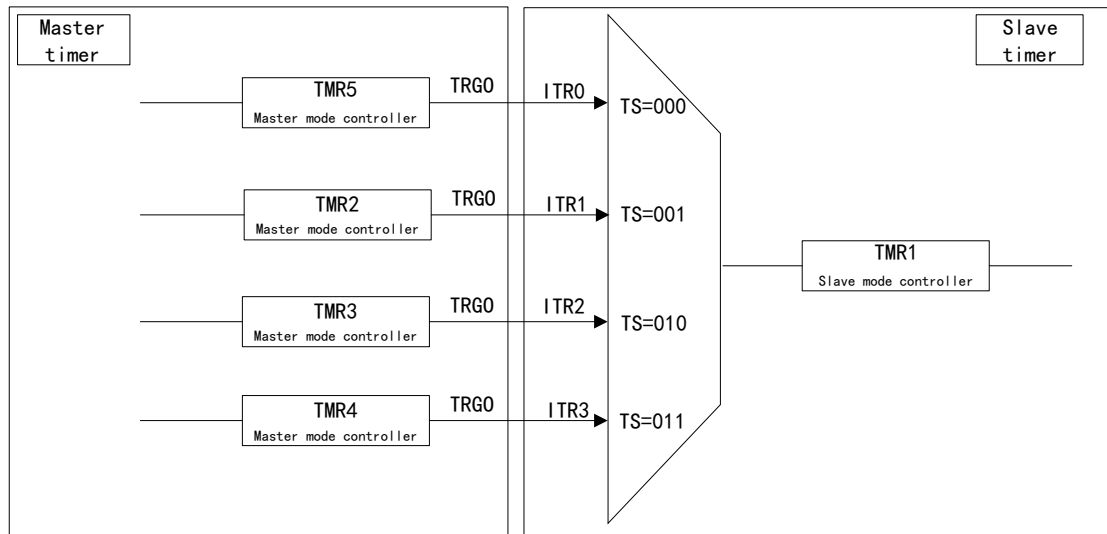 Master
timer
Slave
timer
TMR5
Master mode controller
TRGO
ITR0
TS=000
TMR2
Master mode controller
TRGO
ITR1
TS=001
TMR1
Slave mode controller
TMR3
Master mode controller
TRGO
ITR2
TS=010
TMR4
Master mode controller
TRGO
ITR3
TS=011